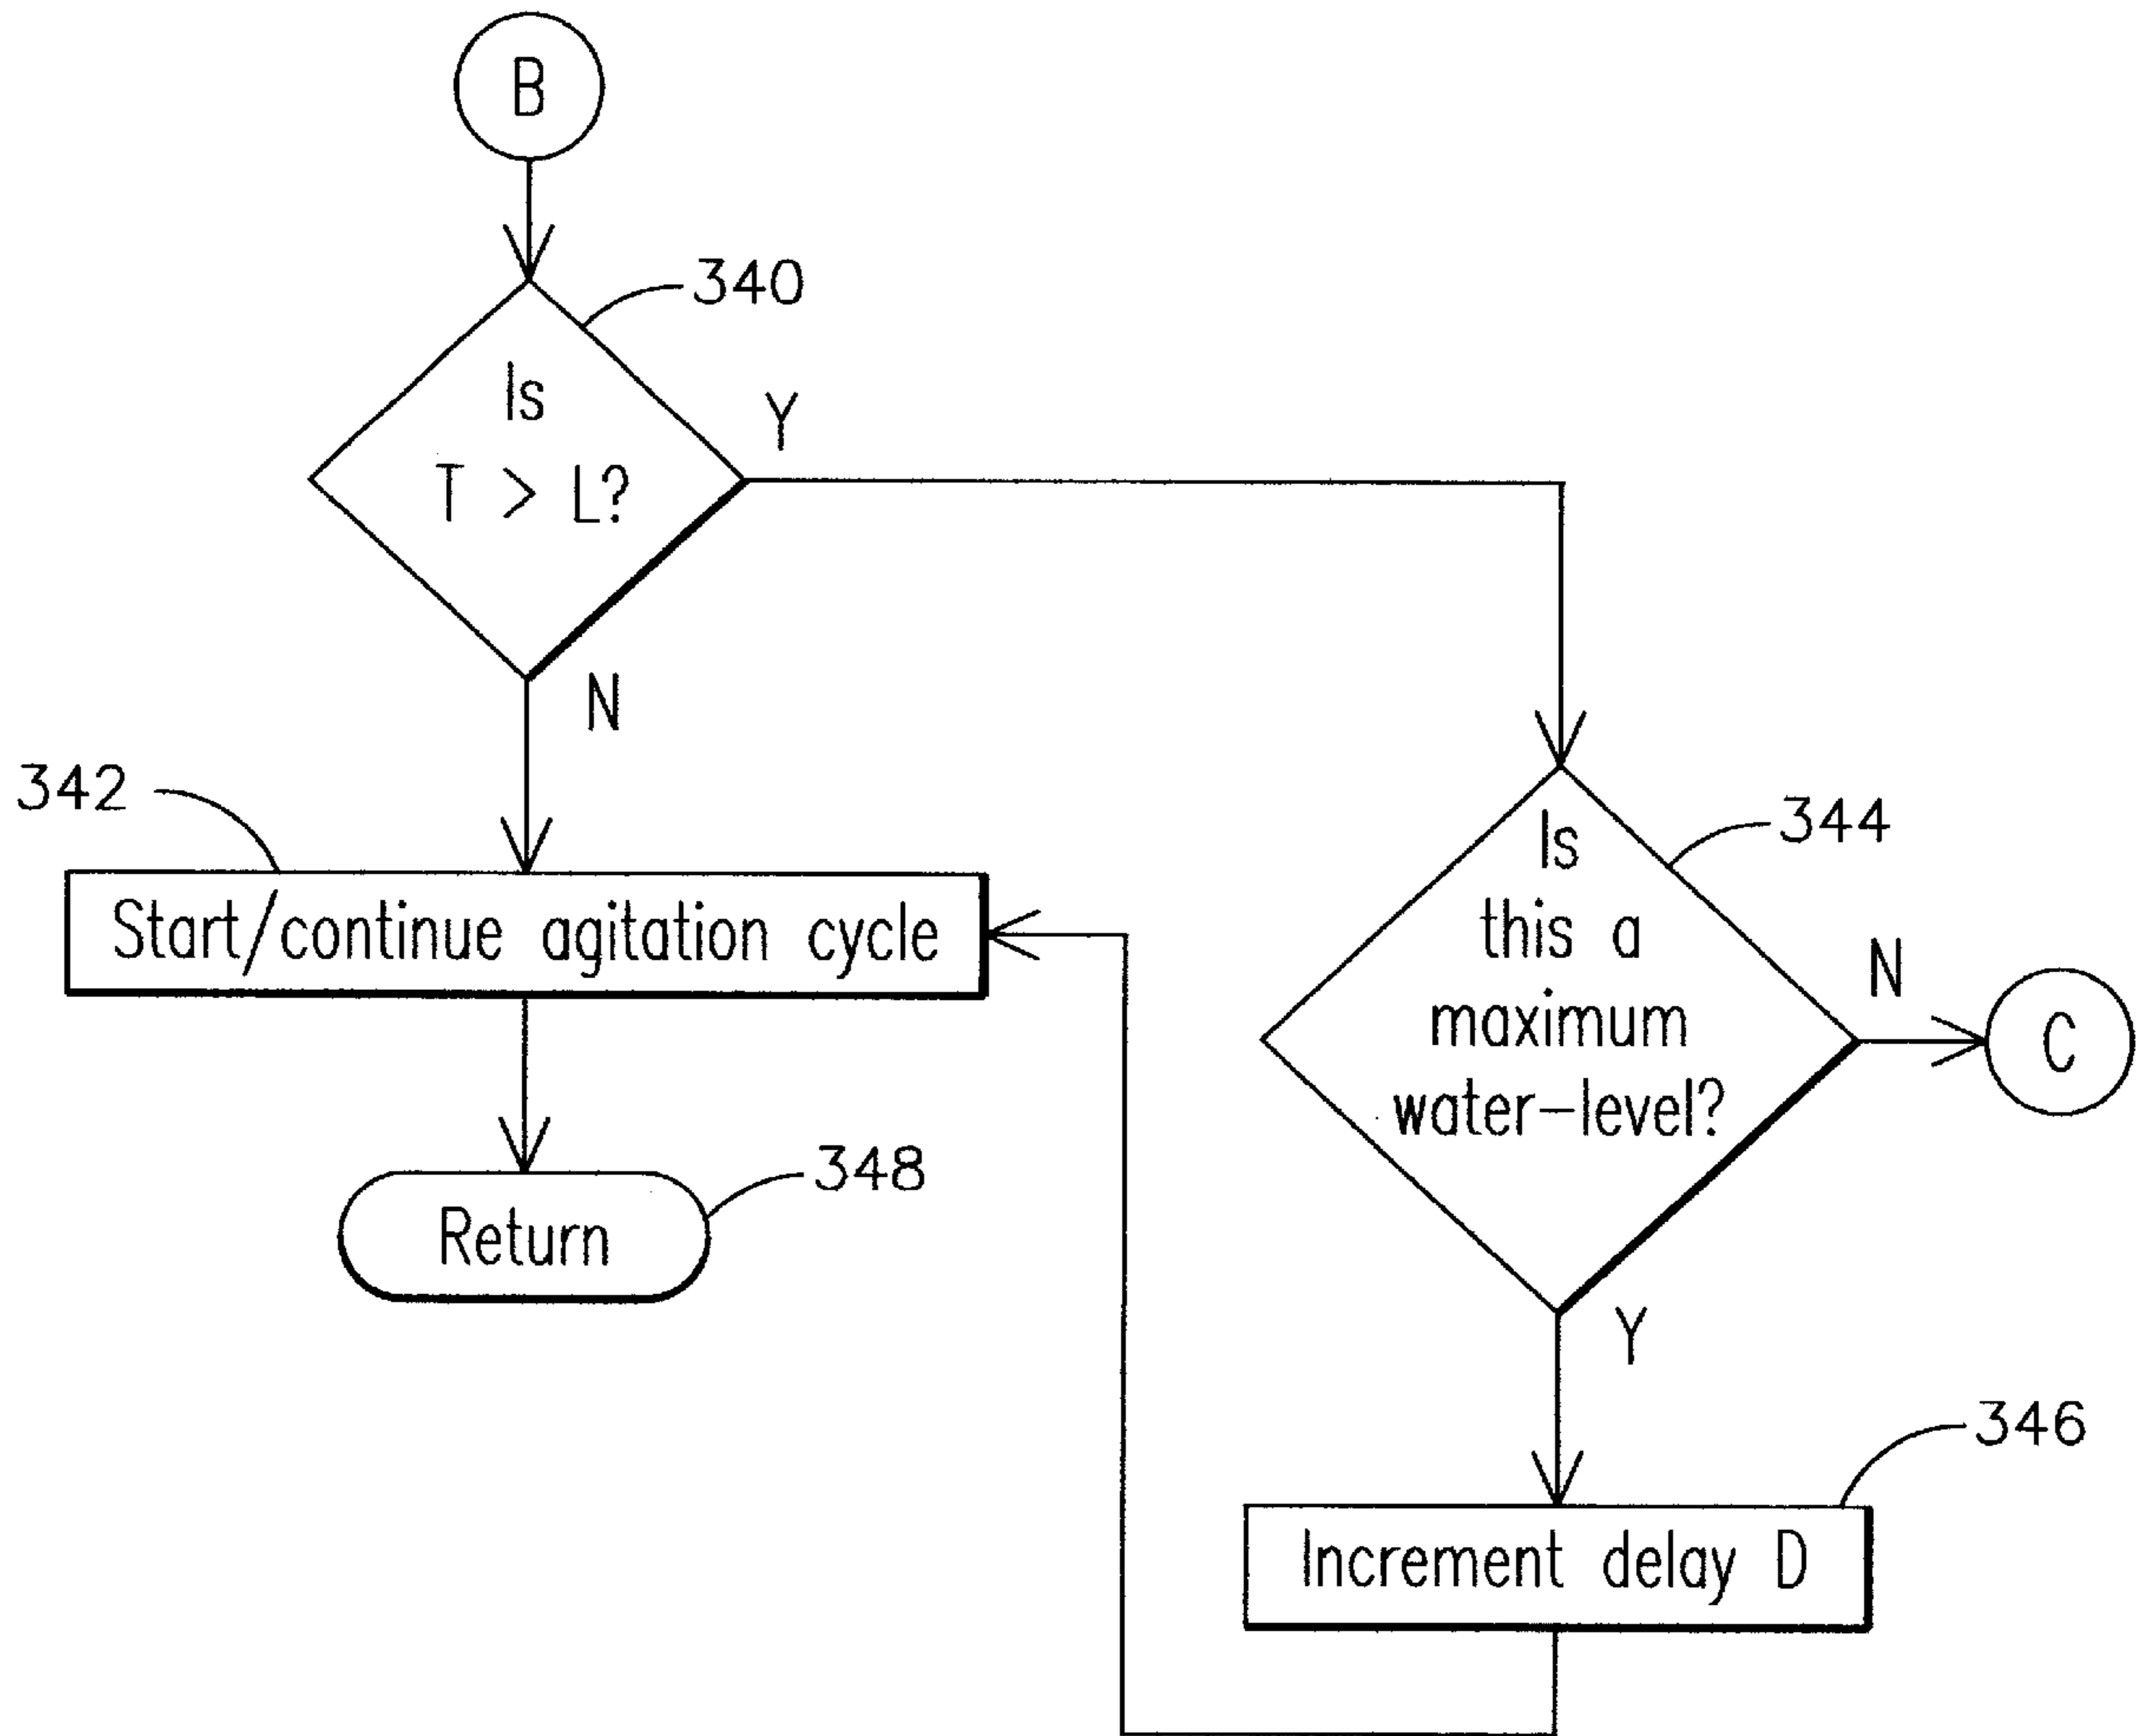 B
340
Is
T > L?
Y
N
342
Start/continue agitation cycle
344
Is
this a
maximum
water-level?
N
C
348
Return
Y
346
Increment delay D